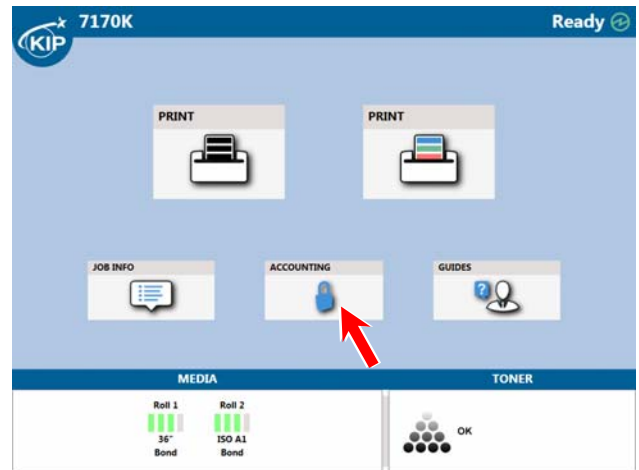 7170K
Ready
KIP
PRINT
PRINT
JOB INFO
ACCOUNTING
GUIDES
?
MEDIA
TONER
Roll 1
Roll 2
36"
ISO A1
Bond
Bond
OK